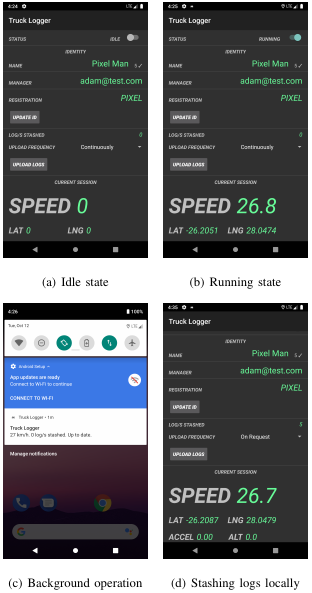 4:24 LTE
Truck Logger
STATUS IDLE
IDENTITY
NAME Pixel Man 5 ✓
MANAGER adam@test.com
REGISTRATION PIXEL
UPDATE ID
LOG/S STASHED 0
UPLOAD FREQUENCY Continuously
UPLOAD LOGS
CURRENT SESSION
SPEED 0
LAT 0 LNG 0
(a) Idle state
4:25 LTE
Truck Logger
STATUS RUNNING
IDENTITY
NAME Pixel Man 5 ✓
MANAGER adam@test.com
REGISTRATION PIXEL
UPDATE ID
LOG/S STASHED 0
UPLOAD FREQUENCY Continuously
UPLOAD LOGS
CURRENT SESSION
SPEED 26.8
LAT -26.2051 LNG 28.0474
(b) Running state
4:26 100%
Tue, Oct 12 LTE
Android Setup
App updates are ready
Connect to Wi-Fi to continue
CONNECT TO WI-FI
Truck Logger • 1m
Truck Logger
27 km/h. 0 log/s stashed. Up to date.
Manage notifications
(c) Background operation
4:35 LTE
Truck Logger
IDENTITY
NAME Pixel Man 5 ✓
MANAGER adam@test.com
REGISTRATION PIXEL
UPDATE ID
LOG/S STASHED 5
UPLOAD FREQUENCY On Request
UPLOAD LOGS
CURRENT SESSION
SPEED 26.7
LAT -26.2087 LNG 28.0479
ACCEL 0.00 ALT 0.0
(d) Stashing logs locally